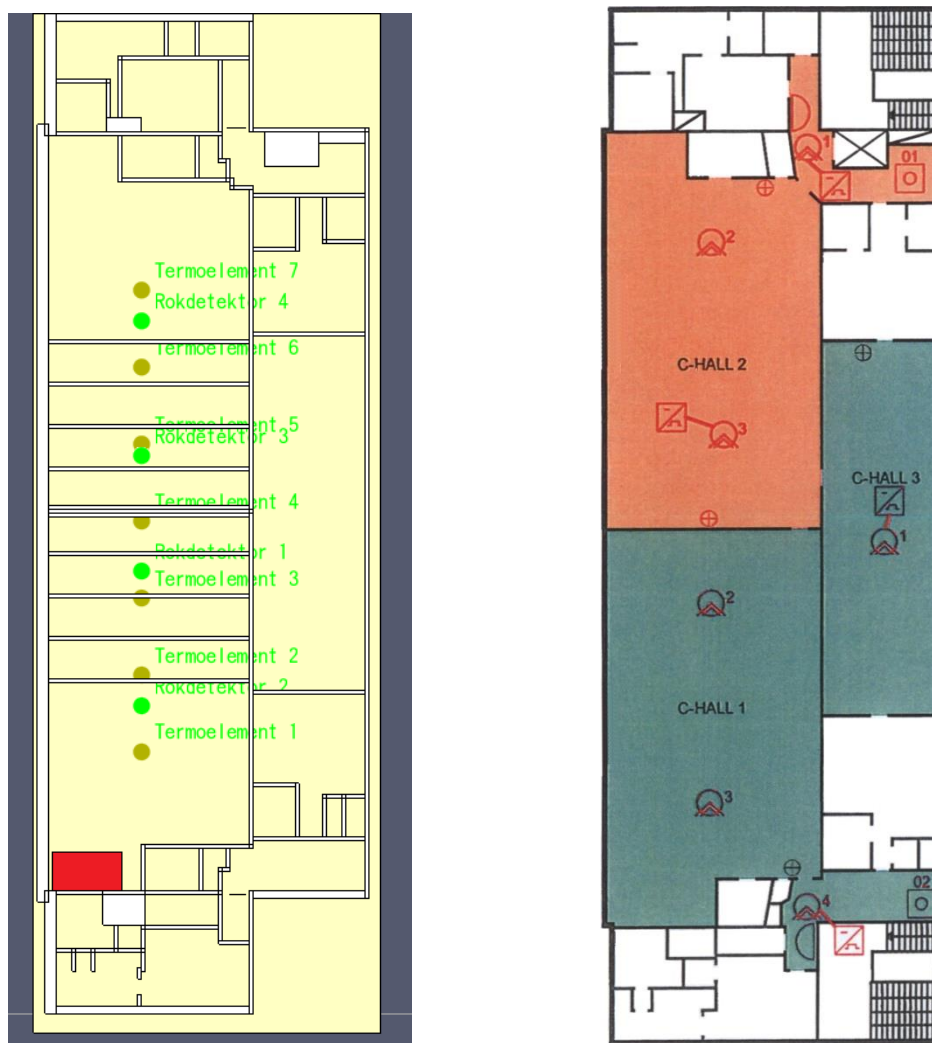 Termoelement 7
Rokdetektor 4
Termoelement 6
Termoelement 5
Rokdetektor 3
Termoelement 4
Rokdetektor 1
Termoelement 3
Termoelement 2
Rokdetektor 2
Termoelement 1
1
01
2
C-HALL 2
3
C-HALL 3
1
2
C-HALL 1
3
02
4